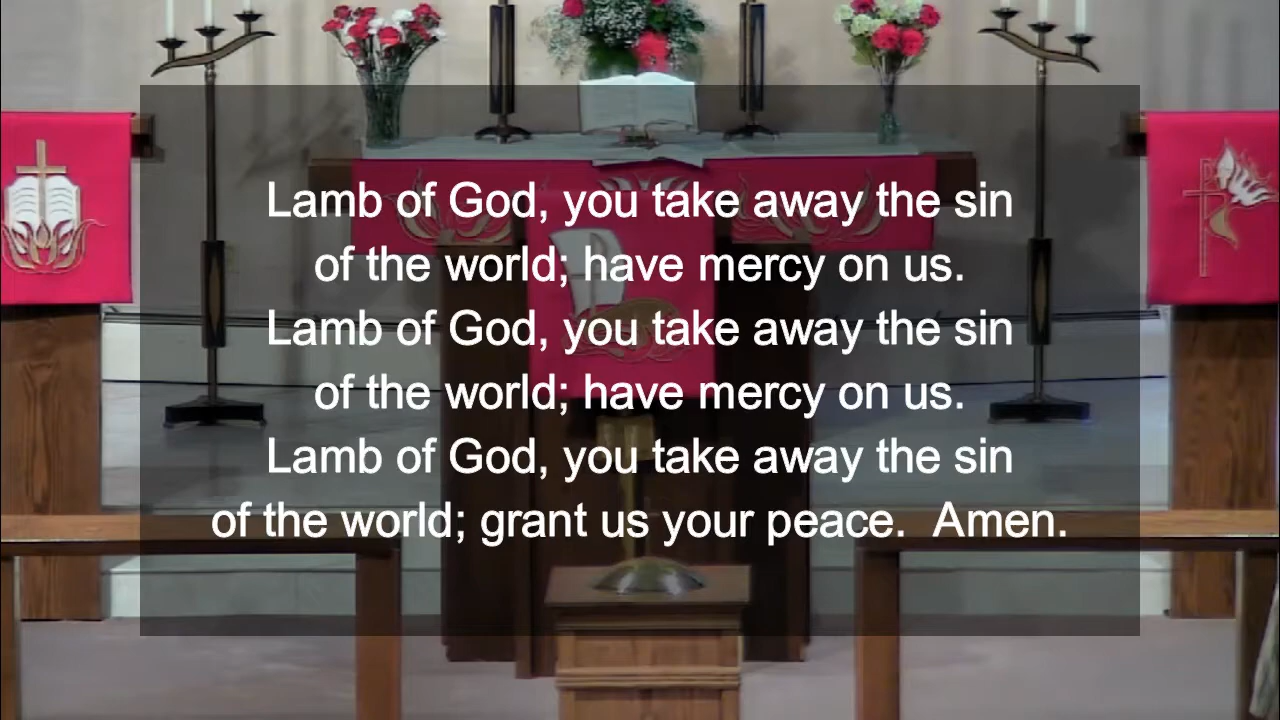 Lamb of God, you take away the sin
of the world; have mercy on us.
Lamb of God, you take away the sin
of the world; have mercy on us.
Lamb of God, you take away the sin
of the world; grant us your peace.  Amen.